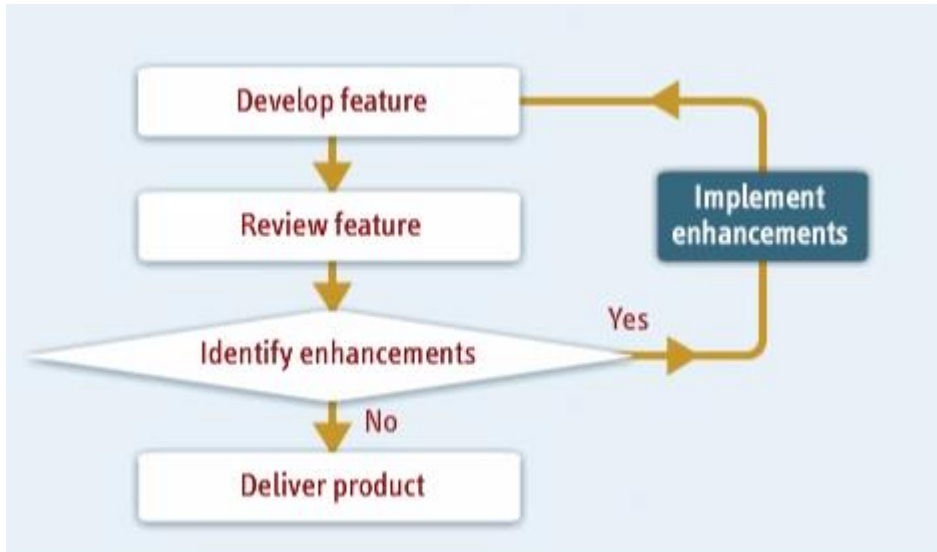 Develop feature
Review feature
Implement
enhancements
Yes
Identify enhancements
No
Deliver product